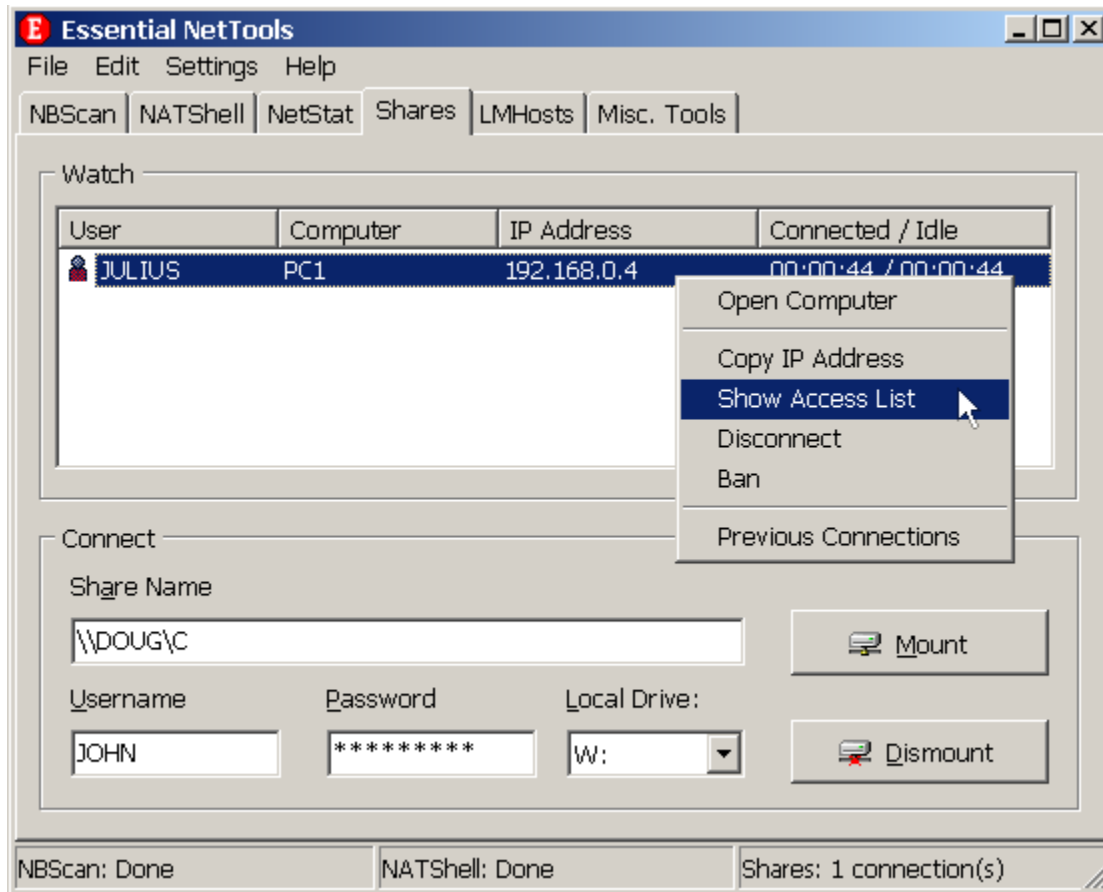 E Essential NetTools
File Edit Settings Help
NBScan NATShell NetStat Shares LMHosts Misc. Tools
Watch
User Computer IP Address Connected / Idle
JULIUS PC1 192.168.0.4 00:00:44 / 00:00:44
Open Computer
Copy IP Address
Show Access List
Disconnect
Ban
Previous Connections
Connect
Share Name
\\DOUG\C
Mount
Username Password Local Drive:
JOHN ********* W:
Dismount
NBScan: Done NATShell: Done Shares: 1 connection(s)